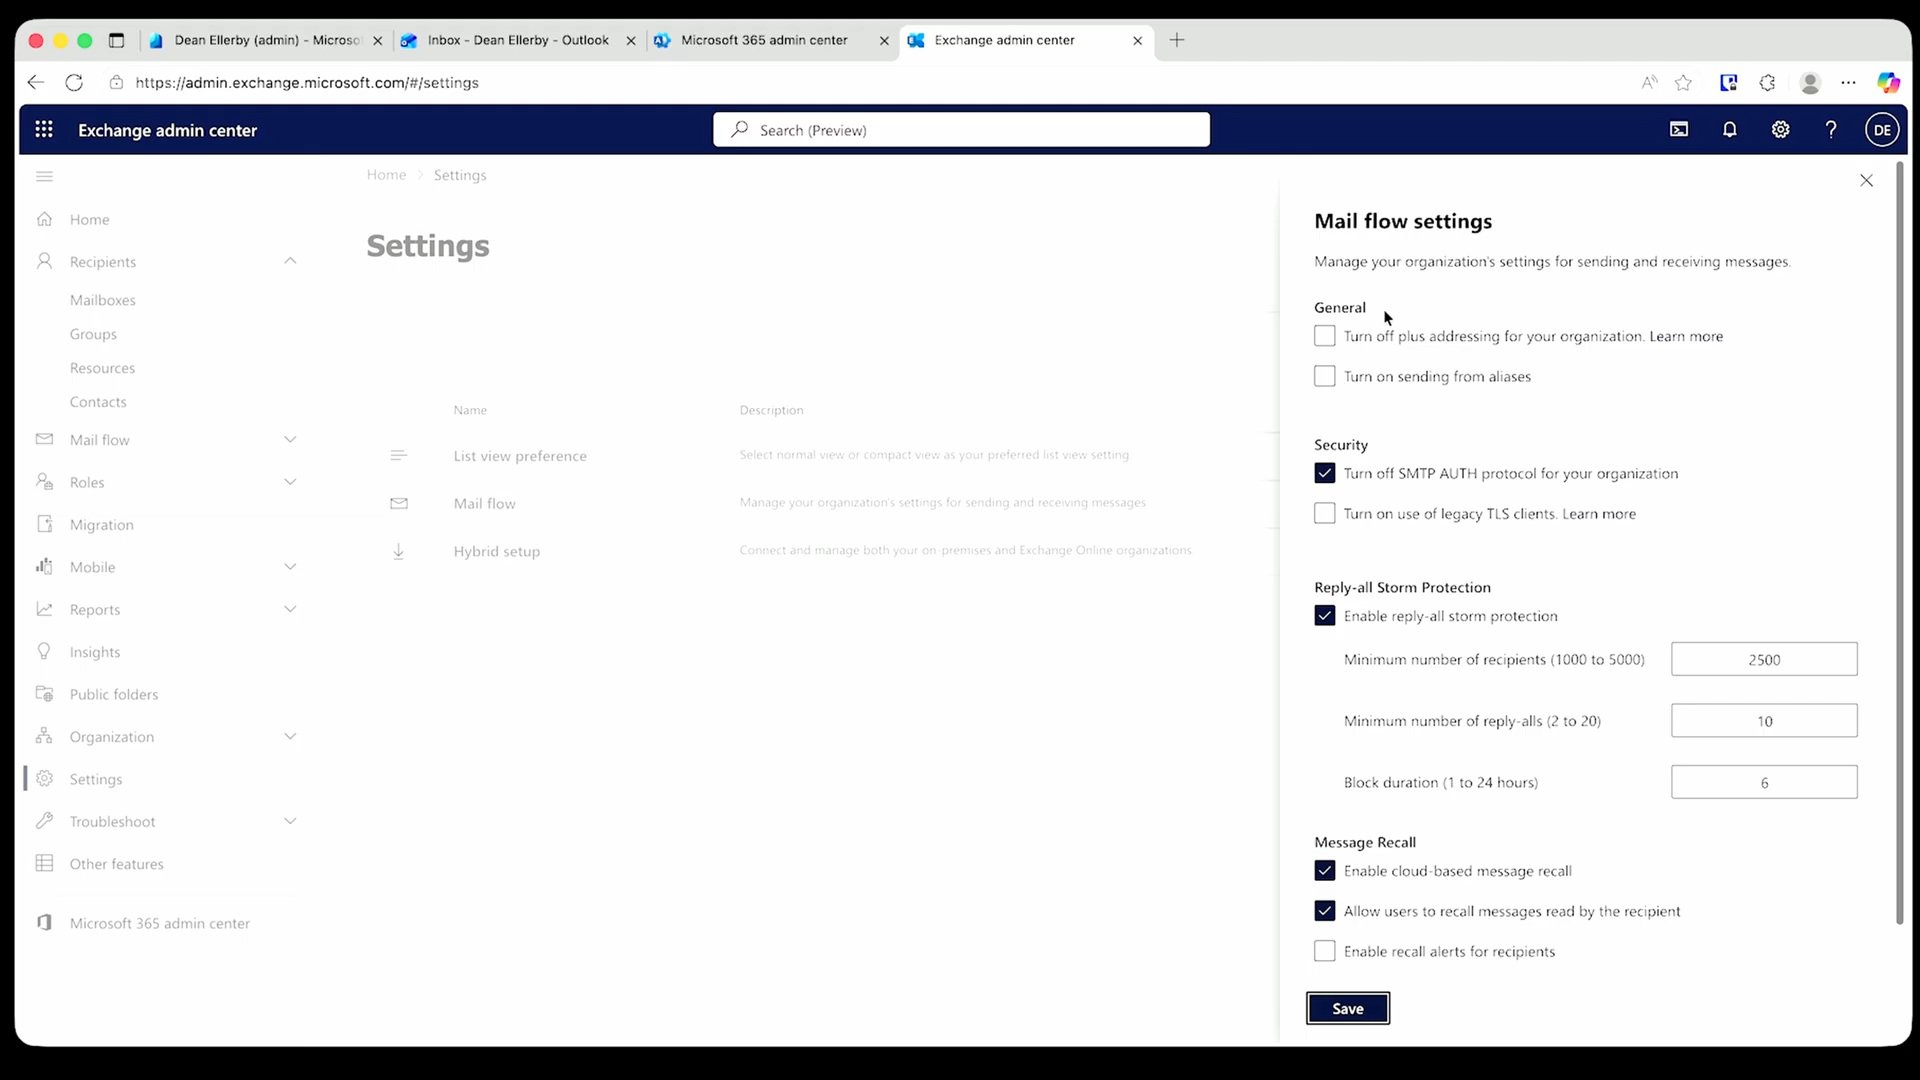 Dean Ellerby (admin) - Microso
Inbox - Dean Ellerby - Outlook
Microsoft 365 admin center
Exchange admin center
https://admin.exchange.microsoft.com/#/settings
Exchange admin center
Search (Preview)
DE
Home
Recipients
Mailboxes
Groups
Resources
Contacts
Mail flow
Roles
Migration
Mobile
Reports
Insights
Public folders
Organization
Settings
Troubleshoot
Other features
Microsoft 365 admin center
Home > Settings
Settings
Name Description
List view preference Select normal view or compact view as your preferred list view setting.
Mail flow Manage your organization's settings for sending and receiving messages
Hybrid setup Connect and manage both your on-premises and Exchange Online organizations.
Mail flow settings
Manage your organization's settings for sending and receiving messages.
General
Turn off plus addressing for your organization. Learn more
Turn on sending from aliases
Security
Turn off SMTP AUTH protocol for your organization
Turn on use of legacy TLS clients. Learn more
Reply-all Storm Protection
Enable reply-all storm protection
Minimum number of recipients (1000 to 5000) 2500
Minimum number of reply-alls (2 to 20) 10
Block duration (1 to 24 hours) 6
Message Recall
Enable cloud-based message recall
Allow users to recall messages read by the recipient
Enable recall alerts for recipients
Save